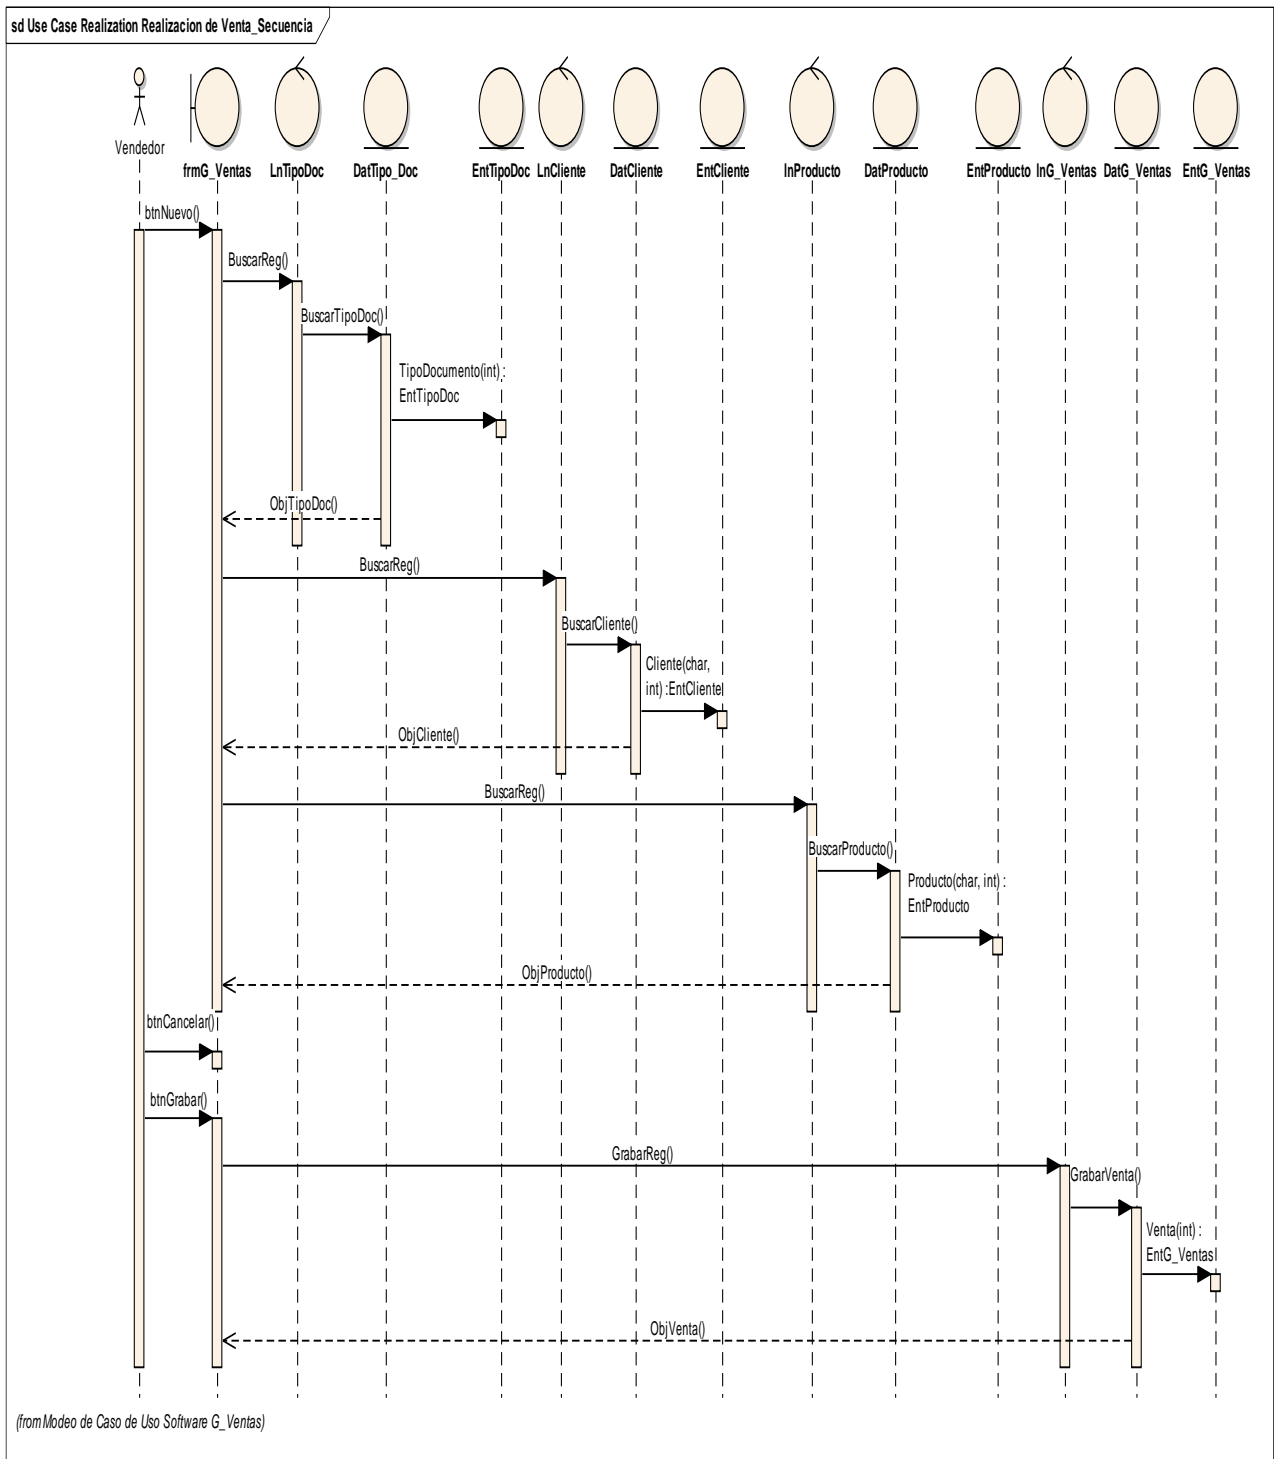 sd Use Case Realization Realizacion de Venta_Secuencia
Vendedor
frmG_Ventas
LnTipoDoc
DatTipo_Doc
EntTipoDoc
LnCliente
DatCliente
EntCliente
lnProducto
DatProducto
EntProducto
lnG_Ventas
DatG_Ventas
EntG_Ventas
btnNuevo()
BuscarReg()
BuscarTipoDoc()
TipoDocumento(int) :
EntTipoDoc
ObjTipoDoc()
BuscarReg()
BuscarCliente()
Cliente(char,
int) :EntCliente
ObjCliente()
BuscarReg()
BuscarProducto()
Producto(char, int) :
EntProducto
ObjProducto()
btnCancelar()
btnGrabar()
GrabarReg()
GrabarVenta()
Venta(int) :
EntG_Ventas
ObjVenta()
(from Modeo de Caso de Uso Software G_Ventas)